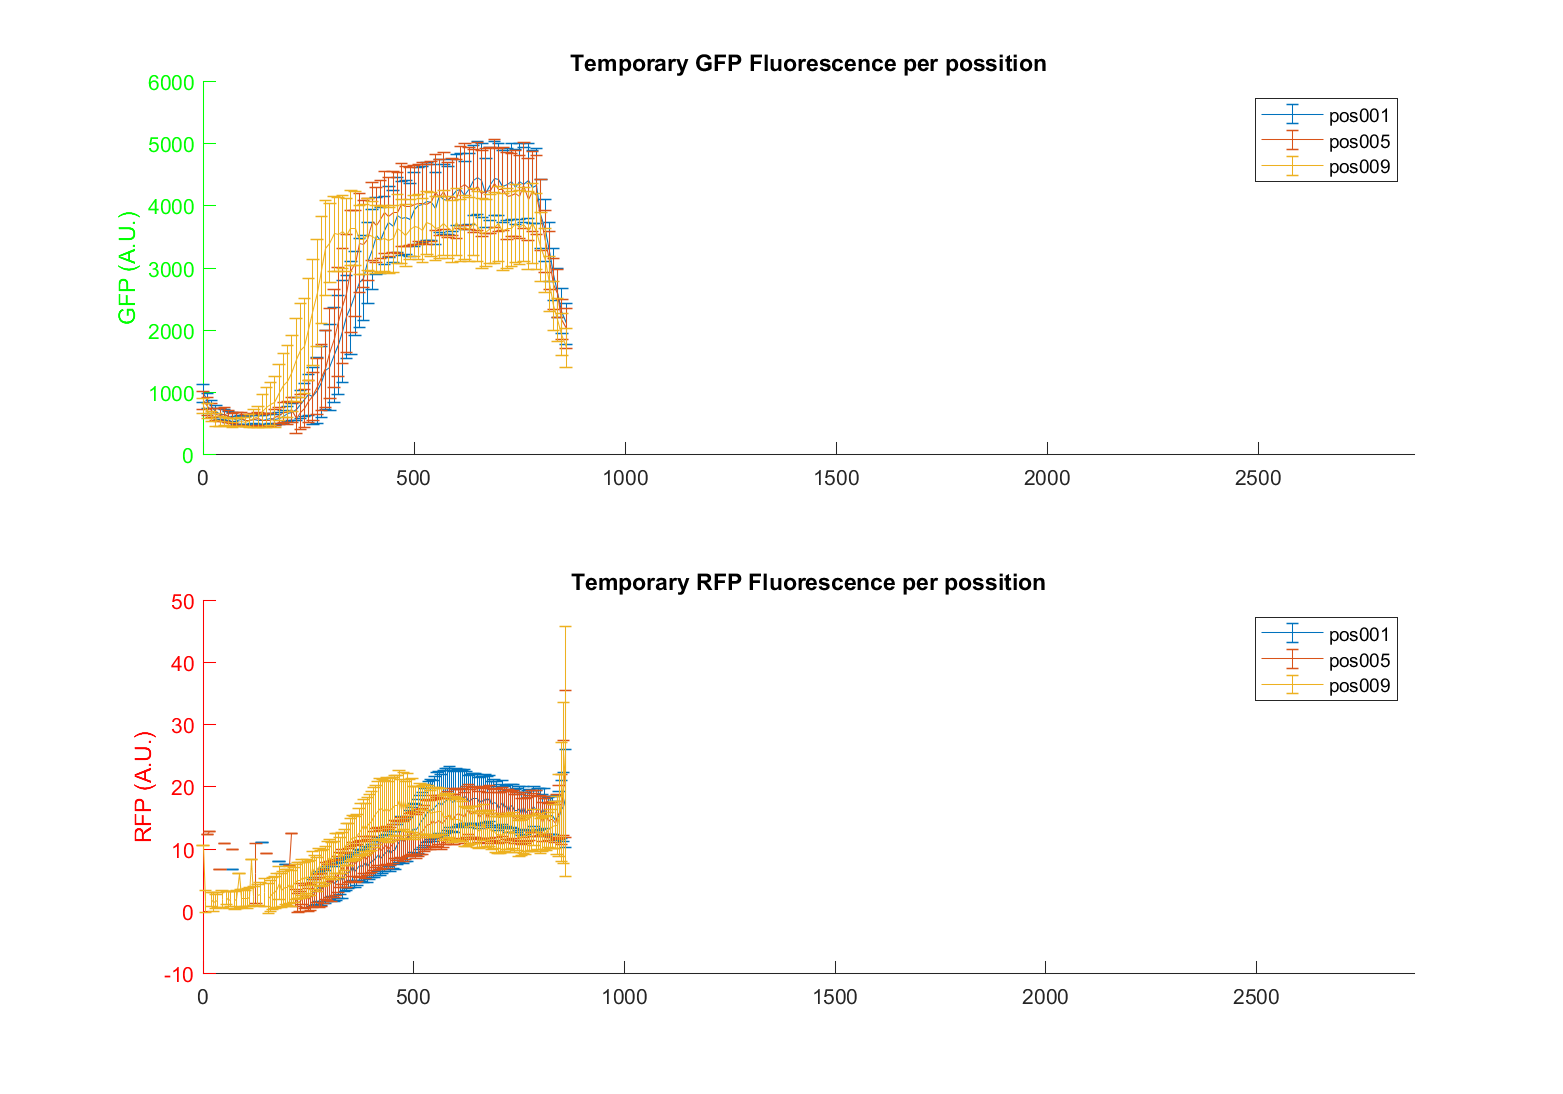 Temporary GFP Fluorescence per possition
6000
5000
4000
3000
2000
1000
0
GFP (A.U.)
pos001
pos005
pos009
0 500 1000 1500 2000 2500
Temporary RFP Fluorescence per possition
50
40
30
20
10
0
-10
RFP (A.U.)
pos001
pos005
pos009
0 500 1000 1500 2000 2500